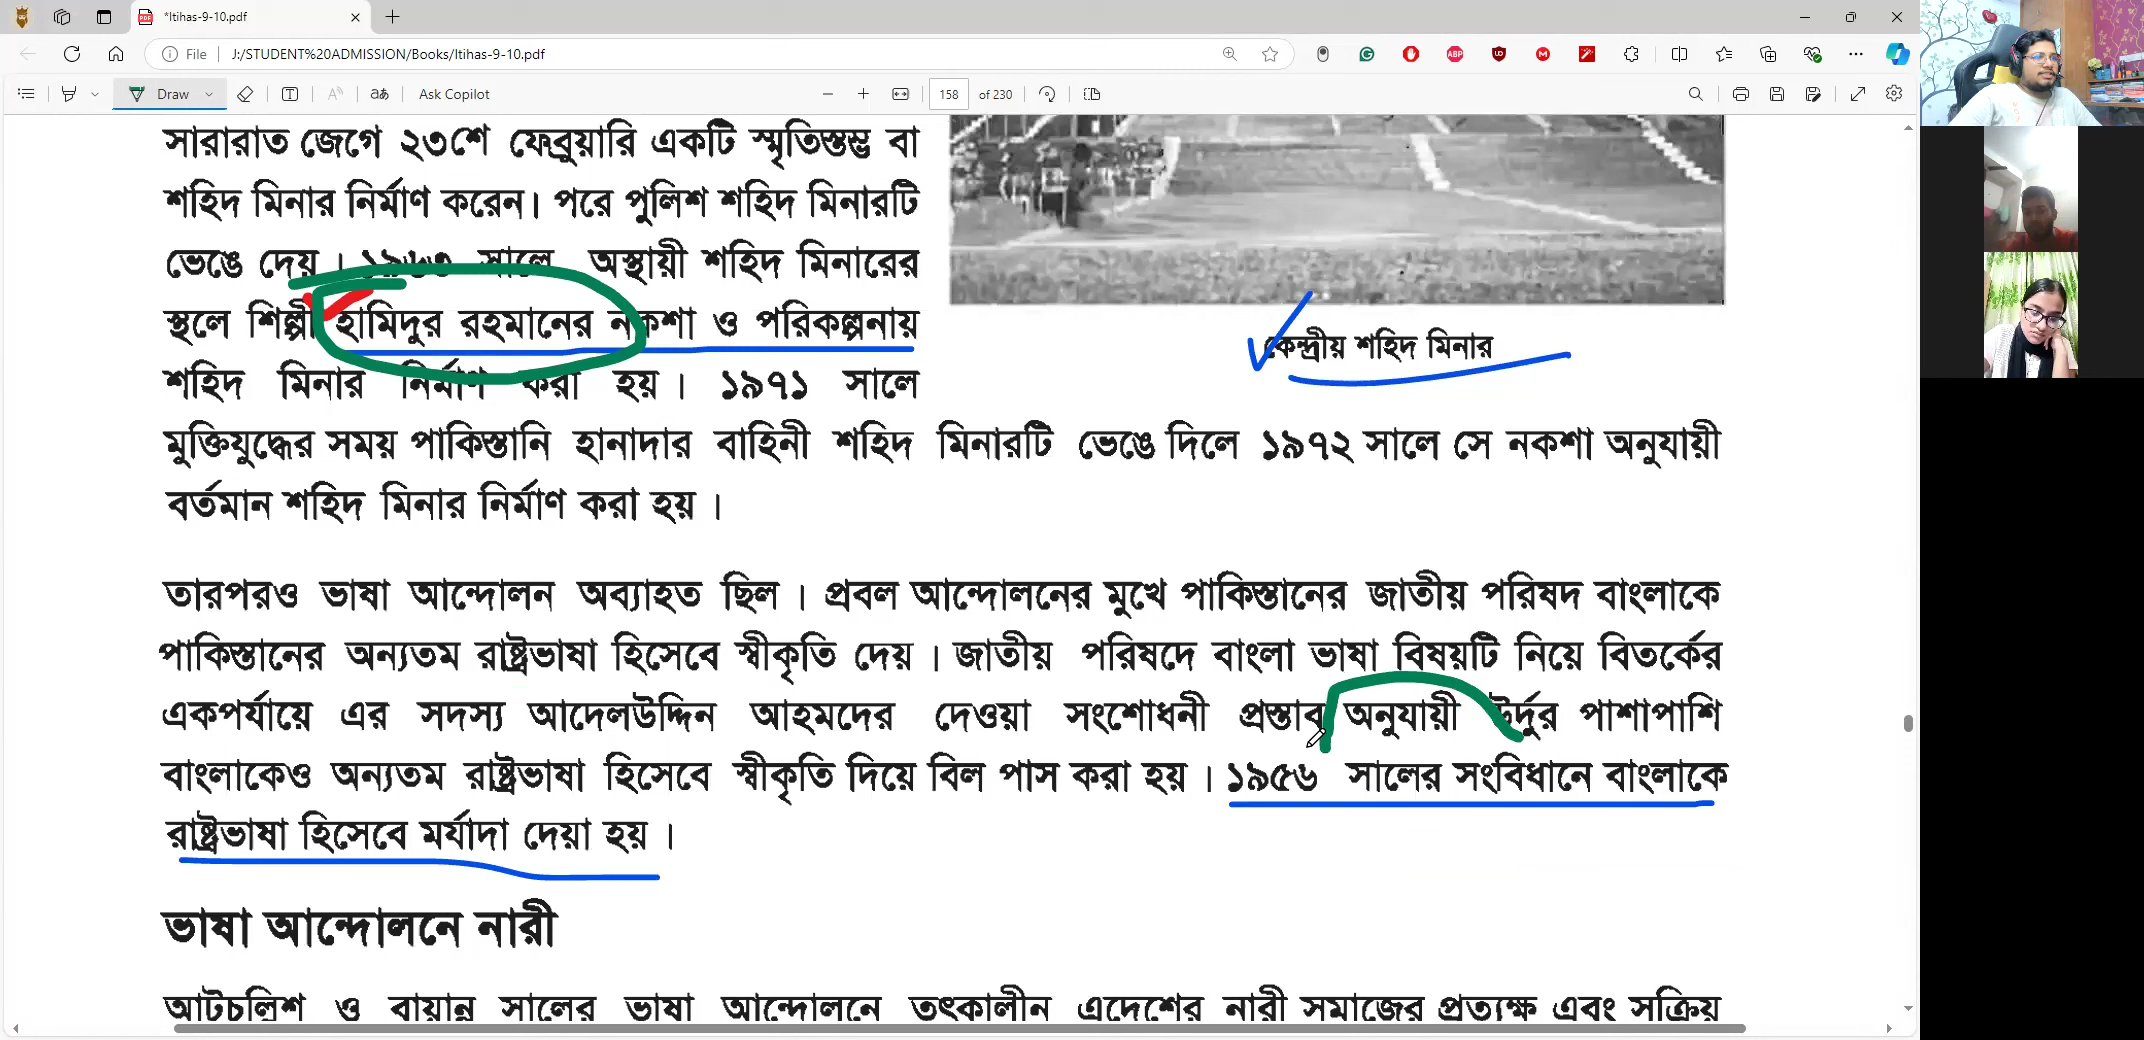 *Itihas-9-10.pdf
File J:/STUDENT%20ADMISSION/Books/Itihas-9-10.pdf
Draw Ask Copilot 158 of 230
সারারাত জেগে ২৩শে ফেব্রুয়ারি একটি স্মৃতিস্তম্ভ বা
শহিদ মিনার নির্মাণ করেন। পরে পুলিশ শহিদ মিনারটি
ভেঙে দেয় । ১৯৬৩ সালে অস্থায়ী শহিদ মিনারের
স্থলে শিল্পী হামিদুর রহমানের নকশা ও পরিকল্পনায়
শহিদ মিনার নির্মাণ করা হয় । ১৯৭১ সালে
কেন্দ্রীয় শহিদ মিনার
মুক্তিযুদ্ধের সময় পাকিস্তানি হানাদার বাহিনী শহিদ মিনারটি ভেঙে দিলে ১৯৭২ সালে সে নকশা অনুযায়ী
বর্তমান শহিদ মিনার নির্মাণ করা হয় ।
তারপরও ভাষা আন্দোলন অব্যাহত ছিল । প্রবল আন্দোলনের মুখে পাকিস্তানের জাতীয় পরিষদ বাংলাকে
পাকিস্তানের অন্যতম রাষ্ট্রভাষা হিসেবে স্বীকৃতি দেয় । জাতীয় পরিষদে বাংলা ভাষা বিষয়টি নিয়ে বিতর্কের
একপর্যায়ে এর সদস্য আদেলউদ্দিন আহমদের দেওয়া সংশোধনী প্রস্তাব অনুযায়ী উর্দুর পাশাপাশি
বাংলাকেও অন্যতম রাষ্ট্রভাষা হিসেবে স্বীকৃতি দিয়ে বিল পাস করা হয় । ১৯৫৬ সালের সংবিধানে বাংলাকে
রাষ্ট্রভাষা হিসেবে মর্যাদা দেয়া হয় ।
ভাষা আন্দোলনে নারী
আটচল্লিশ ও বায়ান্ন সালের ভাষা আন্দোলনে তৎকালীন এদেশের নারী সমাজের প্রত্যক্ষ এবং সক্রিয়